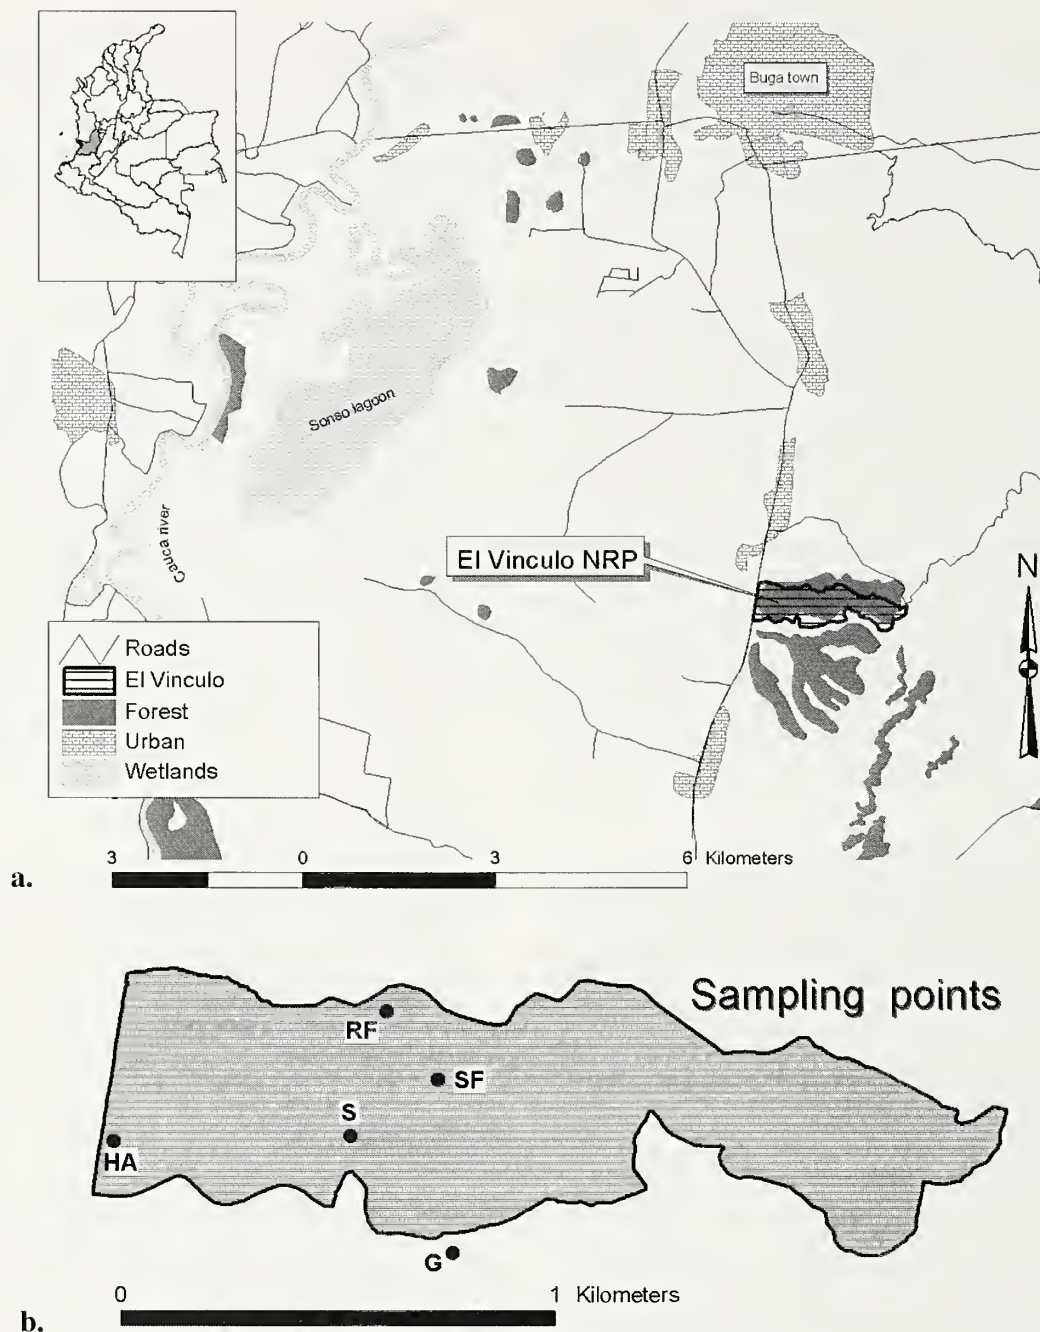 Buga town
Sonso lagoon
Cauca river
El Vinculo NRP
N
Roads
El Vinculo
Forest
Urban
Wetlands
3 0 3 6 Kilometers
a.
Sampling points
RF
SF
S
HA
G
0 1 Kilometers
b.